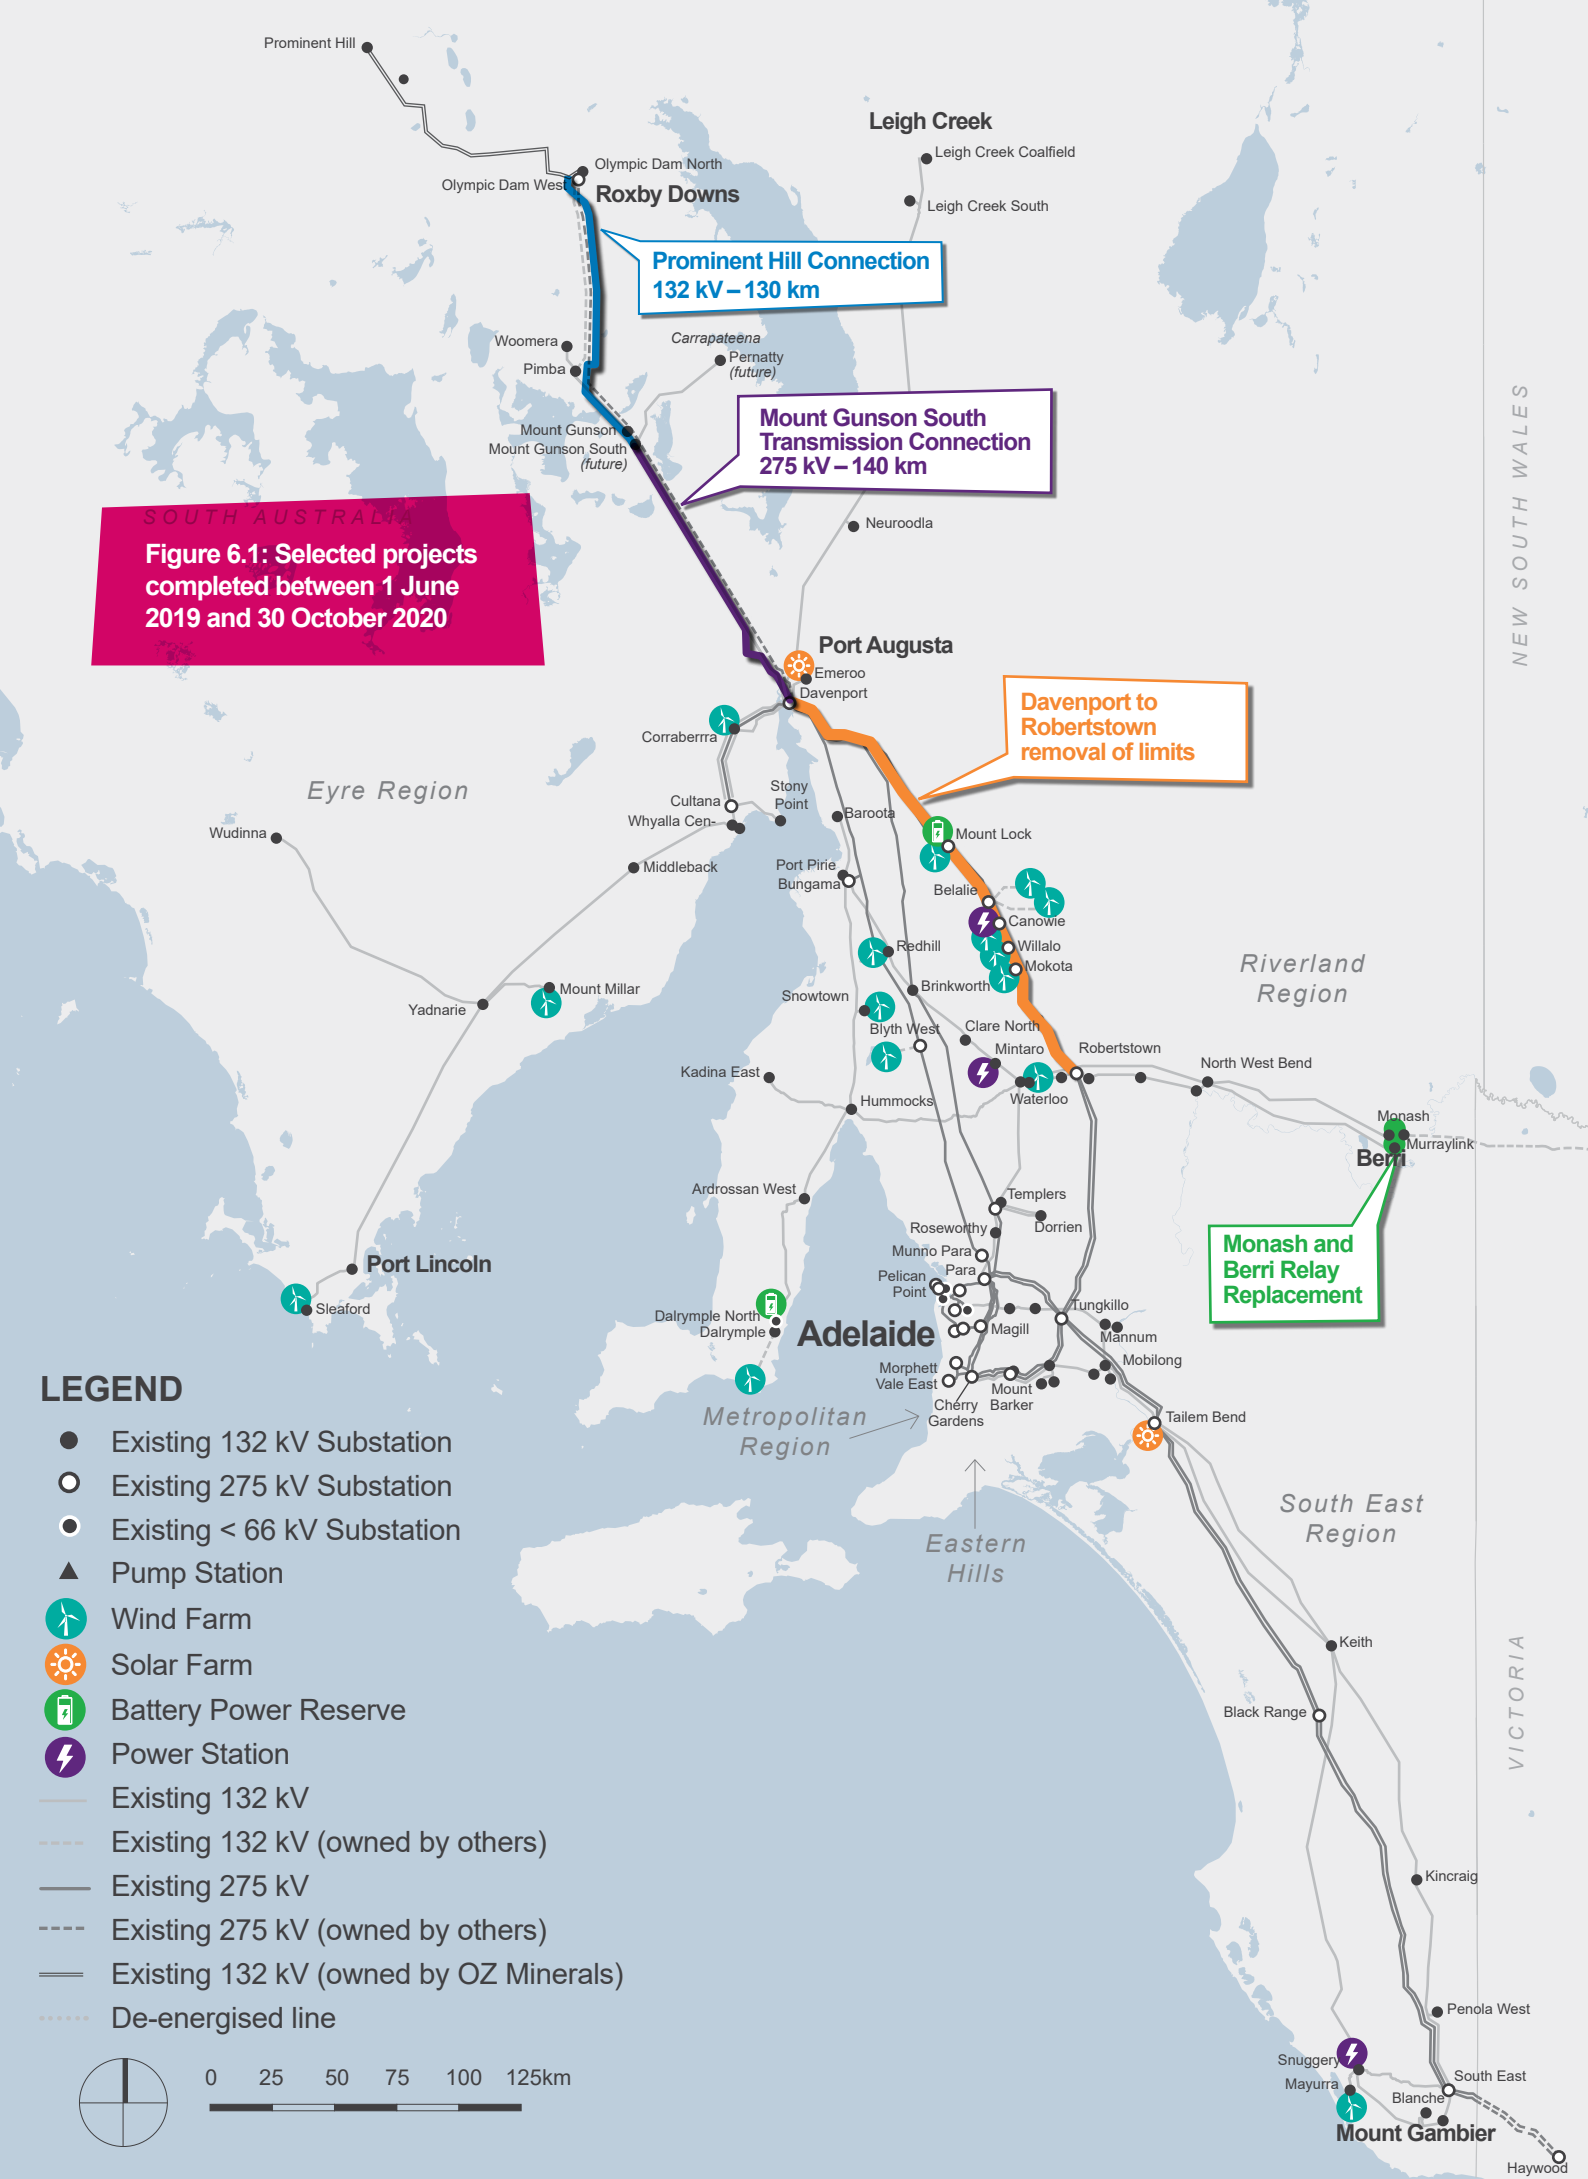 Prominent Hill
Leigh Creek
Leigh Creek Coalfield
Olympic Dam North
Olympic Dam West
Roxby Downs
Leigh Creek South
Prominent Hill Connection
132 kV – 130 km
Woomera
Carrapateena
Pimba
Pernatty
(future)
NEW SOUTH WALES
Mount Gunson South
Transmission Connection
275 kV – 140 km
Mount Gunson
Mount Gunson South
(future)
SOUTH AUSTRALIA
Figure 6.1: Selected projects
completed between 1 June
2019 and 30 October 2020
Neuroodla
Port Augusta
Emeroo
Davenport
Davenport to
Robertstown
removal of limits
Corraberrra
Eyre Region
Stony
Point
Cultana
Whyalla Cen-
Baroota
Wudinna
Mount Lock
Middleback
Port Pirie
Bungama
Belalie
Canowie
Redhill
Willalo
Mokota
Riverland
Region
Mount Millar
Yadnarie
Snowtown
Brinkworth
Blyth West
Clare North
Mintaro
Robertstown
North West Bend
Kadina East
Hummocks
Waterloo
Monash
Murraylink
Berri
Ardrossan West
Templers
Dorrien
Roseworthy
Munno Para
Para
Monash and
Berri Relay
Replacement
Port Lincoln
Pelican
Point
Sleaford
Dalrymple North
Dalrymple
Adelaide
Magill
Tungkillo
Mannum
Mobilong
Morphett
Vale East
Mount
Barker
Cherry
Gardens
Metropolitan
Region
Tailem Bend
Eastern
Hills
South East
Region
Keith
Black Range
VICTORIA
Kincraig
Penola West
Snuggery
Mayurra
South East
Blanche
Mount Gambier
Haywood
LEGEND
Existing 132 kV Substation
Existing 275 kV Substation
Existing < 66 kV Substation
Pump Station
Wind Farm
Solar Farm
Battery Power Reserve
Power Station
Existing 132 kV
Existing 132 kV (owned by others)
Existing 275 kV
Existing 275 kV (owned by others)
Existing 132 kV (owned by OZ Minerals)
De-energised line
0 25 50 75 100 125km